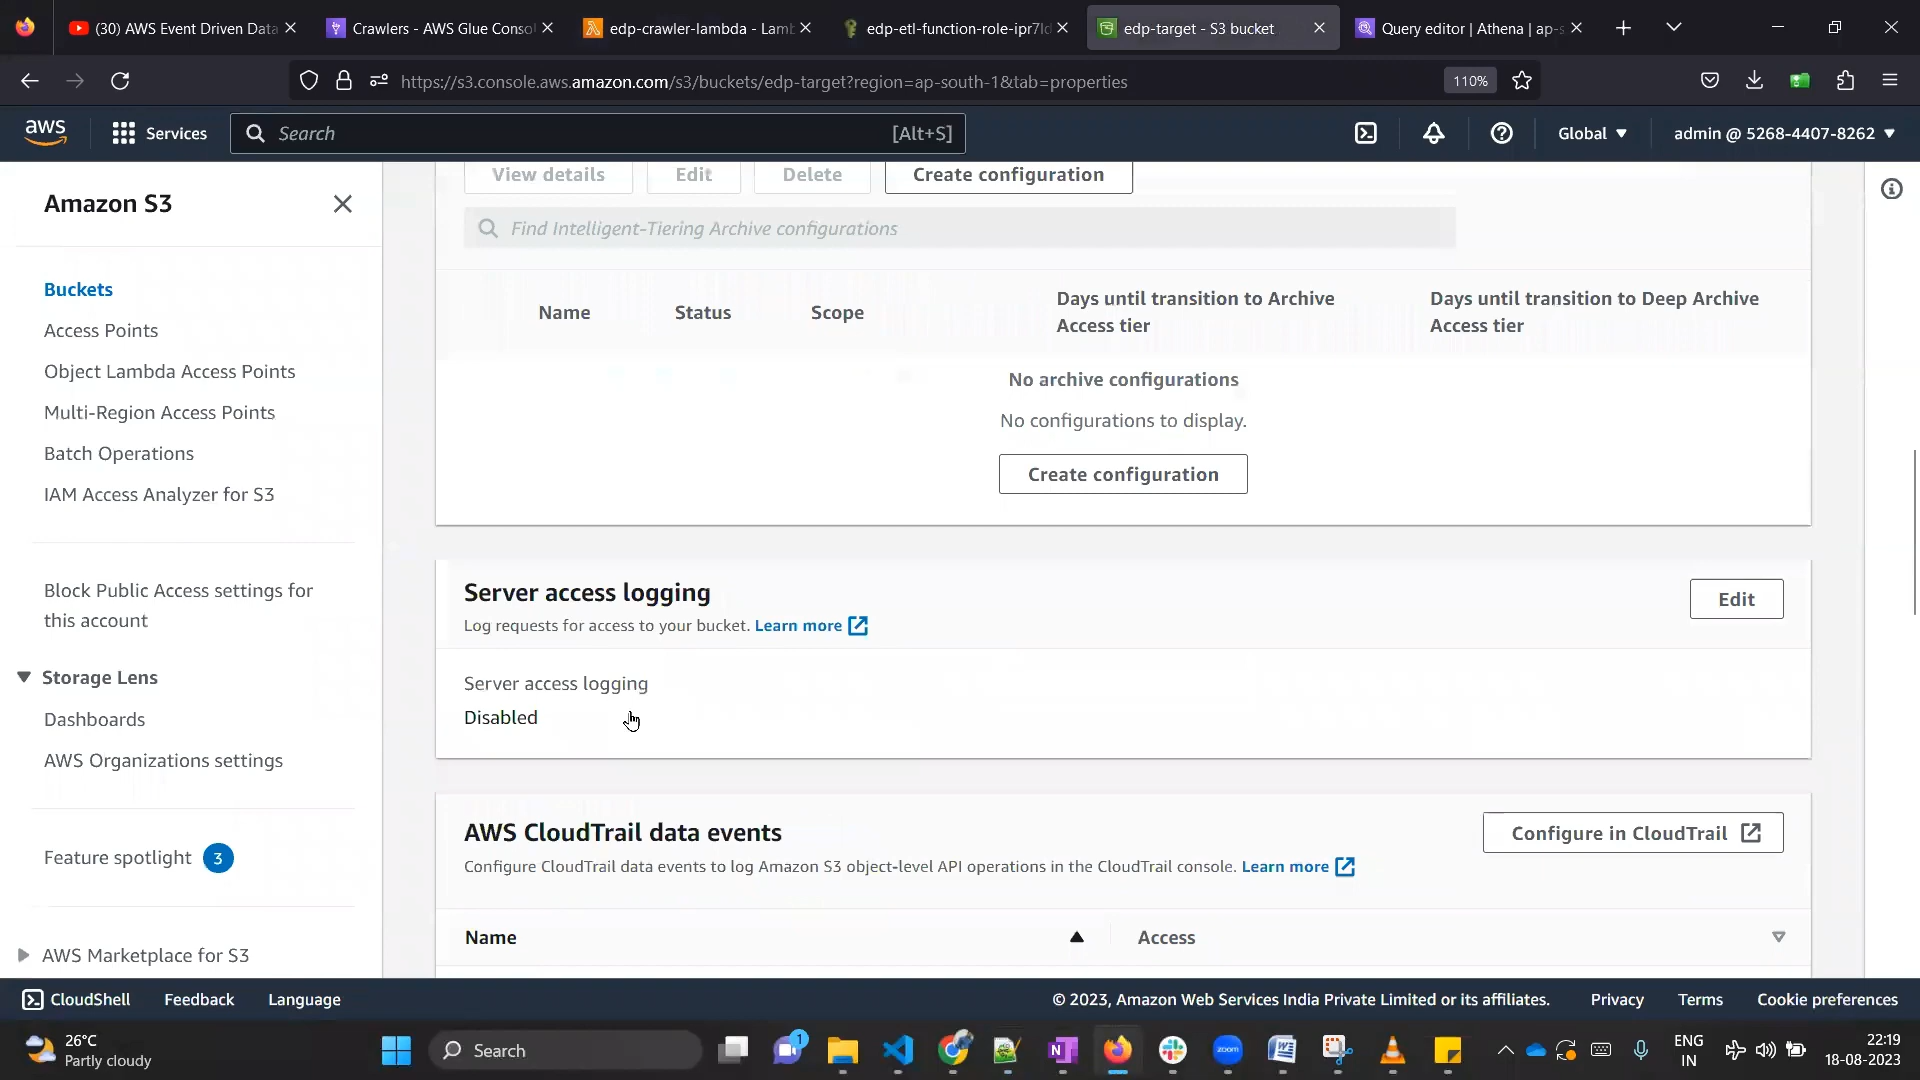 (30) AWS Event Driven Data
Crawlers - AWS Glue Conso
edp-crawler-lambda - Lamb
edp-etl-function-role-ipr7ld
edp-target - S3 bucket
Query editor | Athena | ap-s
https://s3.console.aws.amazon.com/s3/buckets/edp-target?region=ap-south-1&tab=properties
110%
aws
Services
Search
[Alt+S]
Global
admin @ 5268-4407-8262
Amazon S3
Buckets
Access Points
Object Lambda Access Points
Multi-Region Access Points
Batch Operations
IAM Access Analyzer for S3
Block Public Access settings for
this account
Storage Lens
Dashboards
AWS Organizations settings
Feature spotlight 3
AWS Marketplace for S3
View details
Edit
Delete
Create configuration
Find Intelligent-Tiering Archive configurations
Name
Status
Scope
Days until transition to Archive
Access tier
Days until transition to Deep Archive
Access tier
No archive configurations
No configurations to display.
Create configuration
Server access logging
Log requests for access to your bucket. Learn more
Edit
Server access logging
Disabled
AWS CloudTrail data events
Configure CloudTrail data events to log Amazon S3 object-level API operations in the CloudTrail console. Learn more
Configure in CloudTrail
Name
Access
CloudShell
Feedback
Language
© 2023, Amazon Web Services India Private Limited or its affiliates.
Privacy
Terms
Cookie preferences
26°C
Partly cloudy
Search
1
zoom
ENG
IN
22:19
18-08-2023